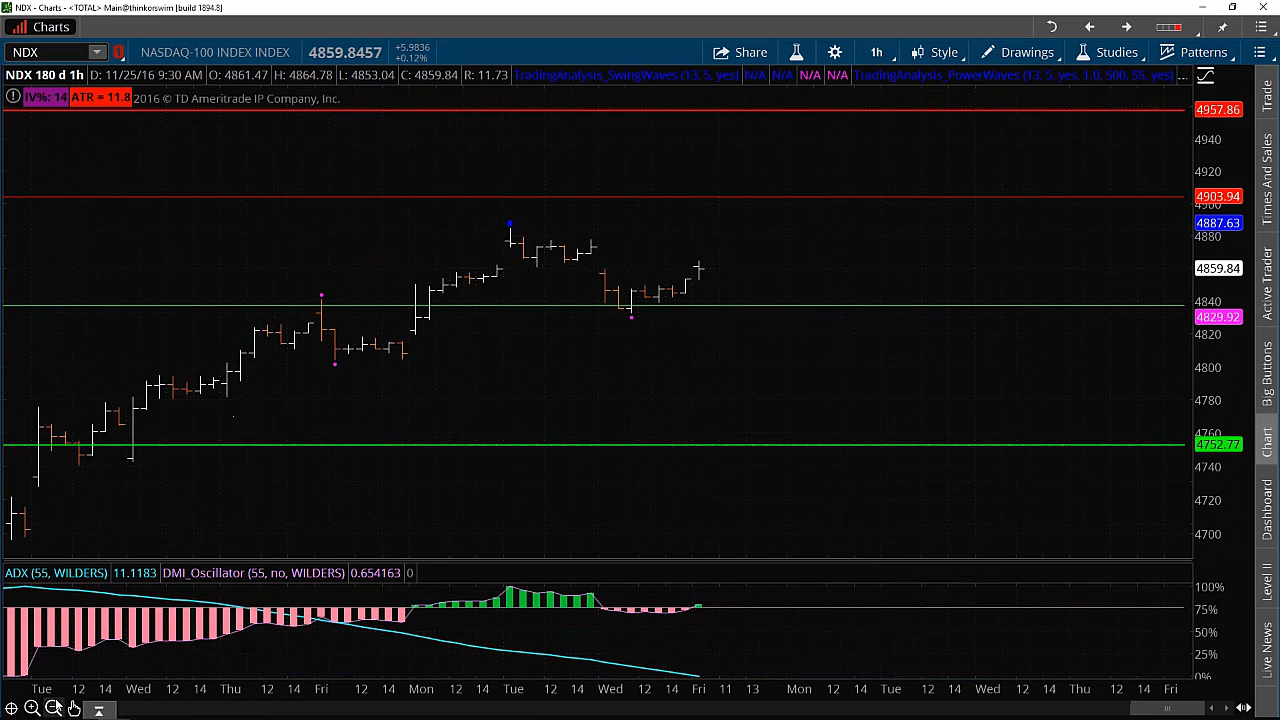 NDX - Charts - <TOTAL> Main@thinkorswim [build 1894.8]
Charts
NDX NASDAQ-100 INDEX INDEX 4859.8457 +5.9836 +0.12% Share 1h Style Drawings Studies Patterns
NDX 180 d 1h D: 11/25/16 9:30 AM O: 4861.47 H: 4864.78 L: 4853.04 C: 4859.84 R: 11.73 TradingAnalysis_SwingWaves (13, 5, yes) N/A N/A N/A N/A TradingAnalysis_PowerWaves (13, 5, yes, 1.0, 500, 55, yes) ...
IV%: 14 ATR = 11.8 2016 © TD Ameritrade IP Company, Inc.
4957.86
4940
4920
4903.94
4900
4887.63
4880
4859.84
4840
4829.92
4820
4800
4780
4760
4752.77
4740
4720
4700
ADX (55, WILDERS) 11.1183 DMI_Oscillator (55, no, WILDERS) 0.654163 0
100%
75%
50%
25%
0%
Tue 12 14 Wed 12 14 Thu 12 14 Fri 12 14 Mon 12 14 Tue 12 14 Wed 12 14 Fri 11 13 Mon 12 14 Tue 12 14 Wed 12 14 Thu 12 14 Fri
Trade
Times And Sales
Active Trader
Big Buttons
Chart
Dashboard
Level II
Live News